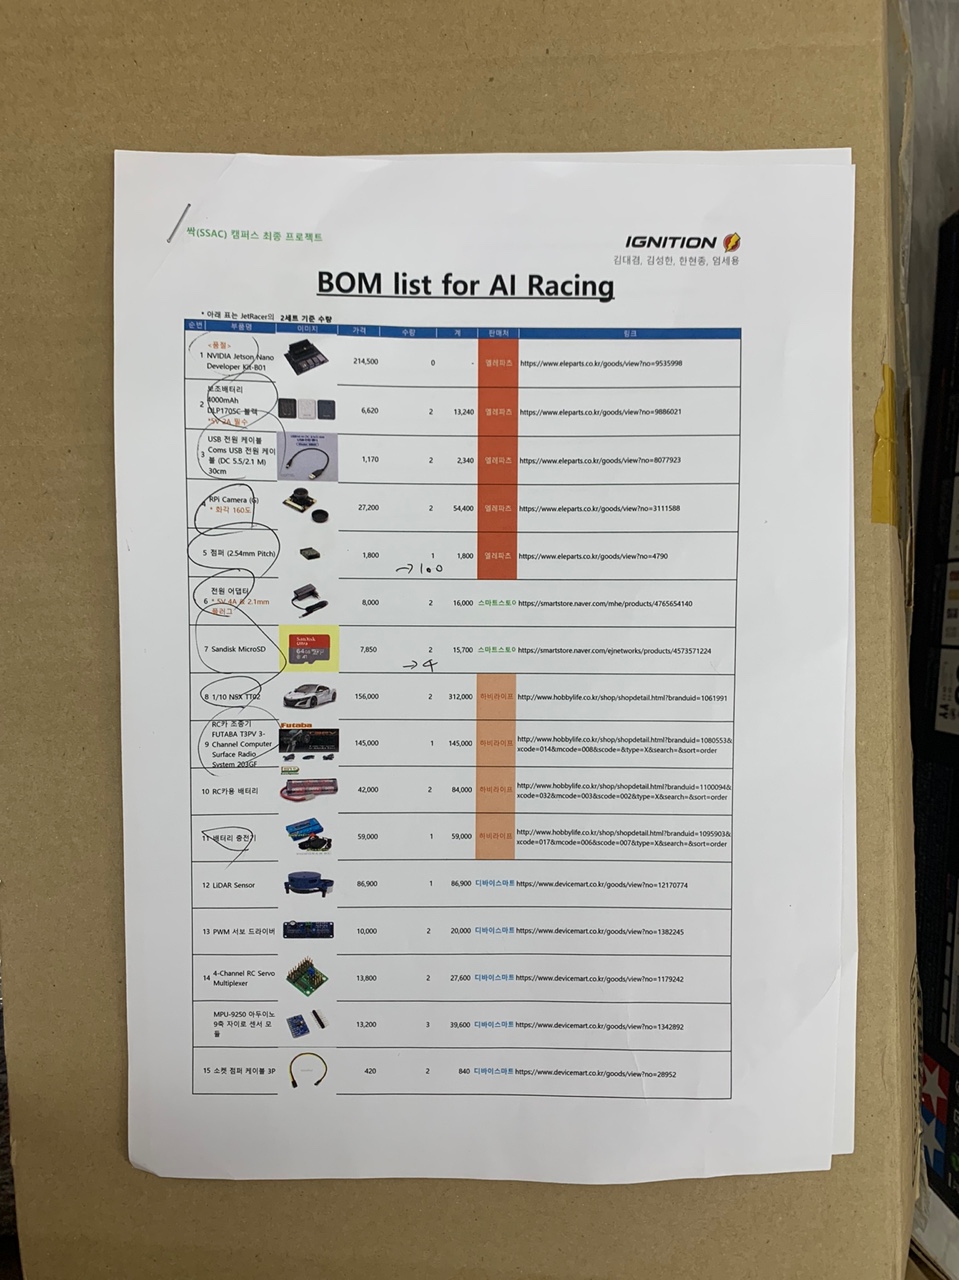 싹(SSAC) 캠퍼스 최종 프로젝트
IGNITION
김대겸, 김성한, 한현종, 염세용
BOM list for AI Racing
* 아래 표는 JetRacer의 2세트 기준 수량
순번 부품명 이미지 가격 수량 계 판매처 링크
<품절>
1 NVIDIA Jetson Nano Developer Kit-B01 214,500 0 - 엘레파츠 https://www.eleparts.co.kr/goods/view?no=9535998
2 보조배터리 4000mAh DLP1705C 블랙 *5V 2A 필수 6,620 2 13,240 엘레파츠 https://www.eleparts.co.kr/goods/view?no=9886021
3 USB 전원 케이블 Coms USB 전원 케이블 (DC 5.5/2.1 M) 30cm 1,170 2 2,340 엘레파츠 https://www.eleparts.co.kr/goods/view?no=8077923
4 RPi Camera (G) * 화각 160도 27,200 2 54,400 엘레파츠 https://www.eleparts.co.kr/goods/view?no=3111588
5 점퍼 (2.54mm Pitch) 1,800 1 1,800 엘레파츠 https://www.eleparts.co.kr/goods/view?no=4790
→100
6 전원 어댑터 * 5V 4A & 2.1mm 플러그 8,000 2 16,000 스마트스토어 https://smartstore.naver.com/mhe/products/4765654140
7 Sandisk MicroSD SanDisk Ultra 64GB 7,850 2 15,700 스마트스토어 https://smartstore.naver.com/ejnetworks/products/4573571224
→4
8 1/10 NSX TT02 156,000 2 312,000 하비라이프 http://www.hobbylife.co.kr/shop/shopdetail.html?branduid=1061991
9 RC카 조종기 FUTABA T3PV 3-Channel Computer Surface Radio System 203GF Futaba 145,000 1 145,000 하비라이프 http://www.hobbylife.co.kr/shop/shopdetail.html?branduid=1080553&
xcode=014&mcode=008&scode=&type=X&search=&sort=order
10 RC카용 배터리 42,000 2 84,000 하비라이프 http://www.hobbylife.co.kr/shop/shopdetail.html?branduid=1100094&
xcode=032&mcode=003&scode=002&type=X&search=&sort=order
11 배터리 충전기 59,000 1 59,000 하비라이프 http://www.hobbylife.co.kr/shop/shopdetail.html?branduid=1095903&
xcode=017&mcode=006&scode=007&type=X&search=&sort=order
12 LiDAR Sensor 86,900 1 86,900 디바이스마트 https://www.devicemart.co.kr/goods/view?no=12170774
13 PWM 서보 드라이버 10,000 2 20,000 디바이스마트 https://www.devicemart.co.kr/goods/view?no=1382245
14 4-Channel RC Servo Multiplexer 13,800 2 27,600 디바이스마트 https://www.devicemart.co.kr/goods/view?no=1179242
MPU-9250 아두이노 9축 자이로 센서 모듈 13,200 3 39,600 디바이스마트 https://www.devicemart.co.kr/goods/view?no=1342892
15 소켓 점퍼 케이블 3P 420 2 840 디바이스마트 https://www.devicemart.co.kr/goods/view?no=28952